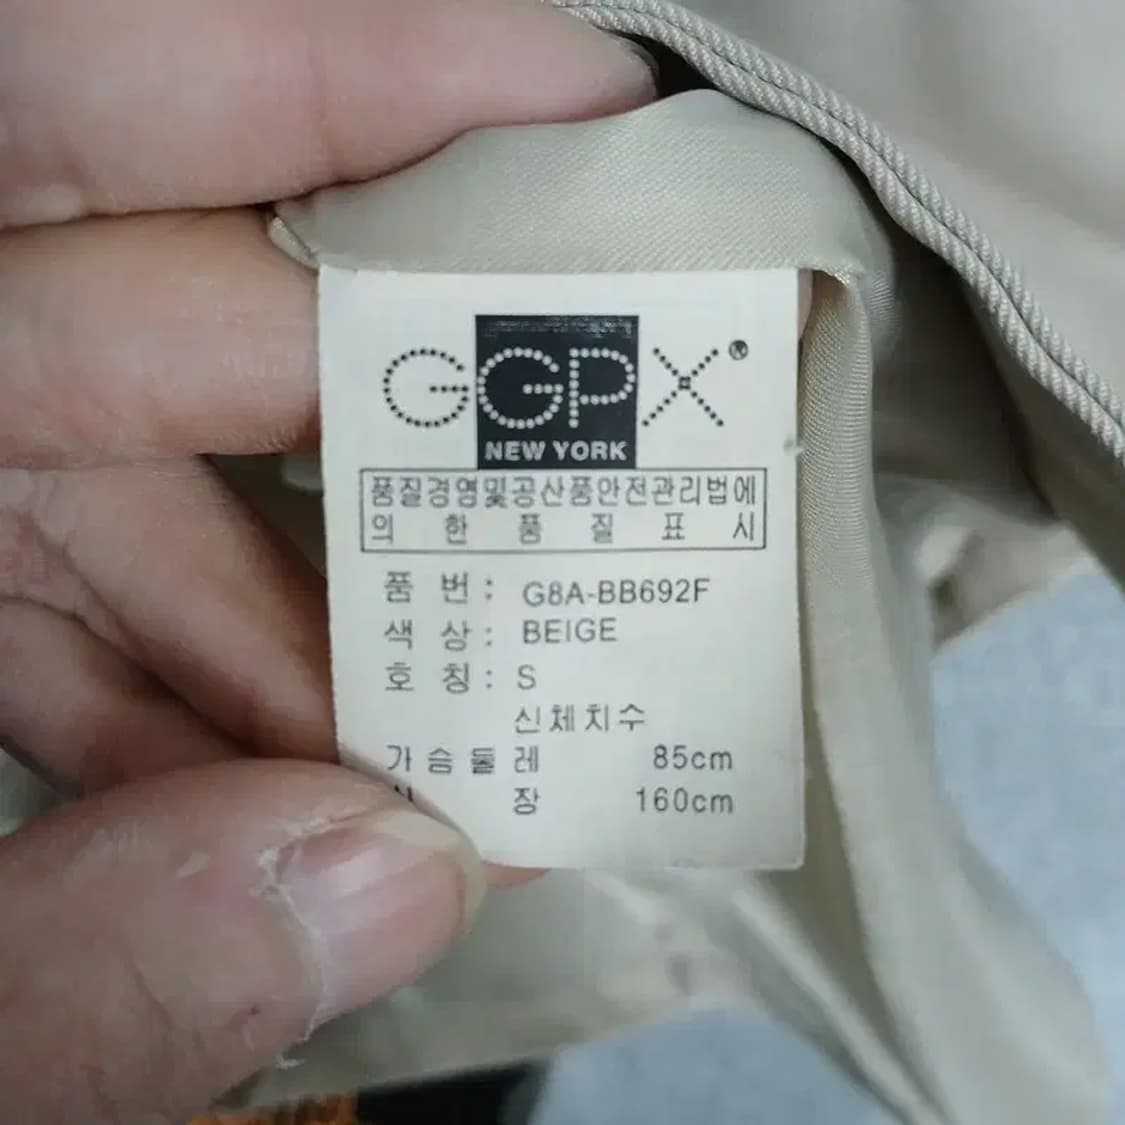 GGPX®
NEW YORK
품질경영및공산품안전관리법에
의 한 품 질 표 시
품 번 : G8A-BB692F
색 상 : BEIGE
호 칭 : S
신체치수
가 슴 둘 레 85cm
장 160cm